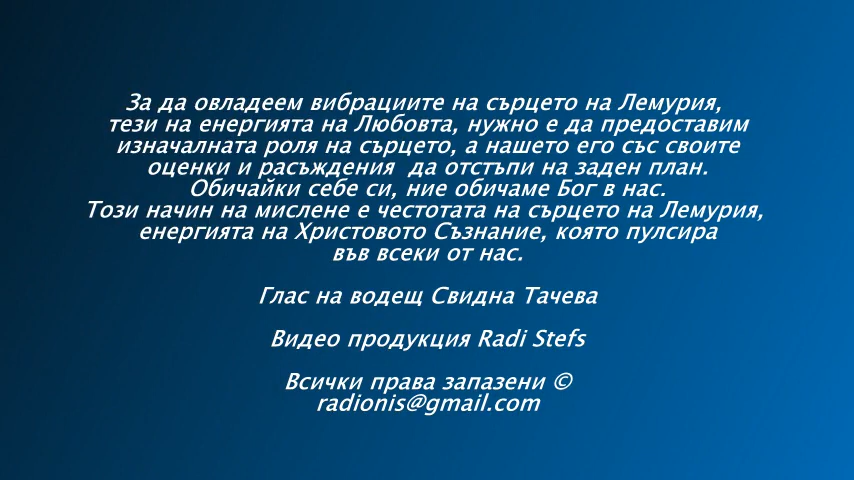 За да овладеем вибрациите на сърцето на Лемурия,
тези на енергията на Любовта, нужно е да предоставим
изначалната роля на сърцето, а нашето его със своите
оценки и расъждения  да отстъпи на заден план.
Обичайки себе си, ние обичаме Бог в нас.
Този начин на мислене е честотата на сърцето на Лемурия,
енергията на Христовото Съзнание, която пулсира
във всеки от нас.
Глас на водещ Свидна Тачева
Видео продукция Radi Stefs
Всички права запазени ©
radionis@gmail.com